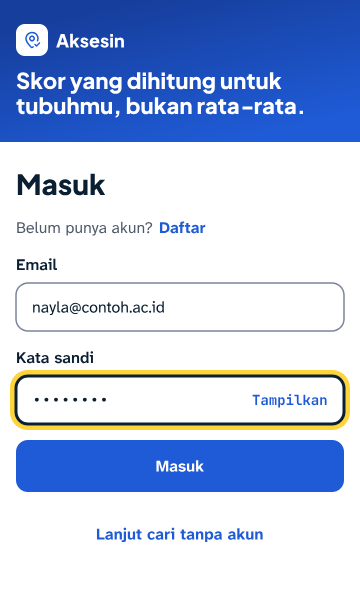 Aksesin
Skor yang dihitung untuk
tubuhmu, bukan rata-rata.
Masuk
Belum punya akun? Daftar
Email
nayla@contoh.ac.id
Kata sandi
•••••••• Tampilkan
Masuk
Lanjut cari tanpa akun